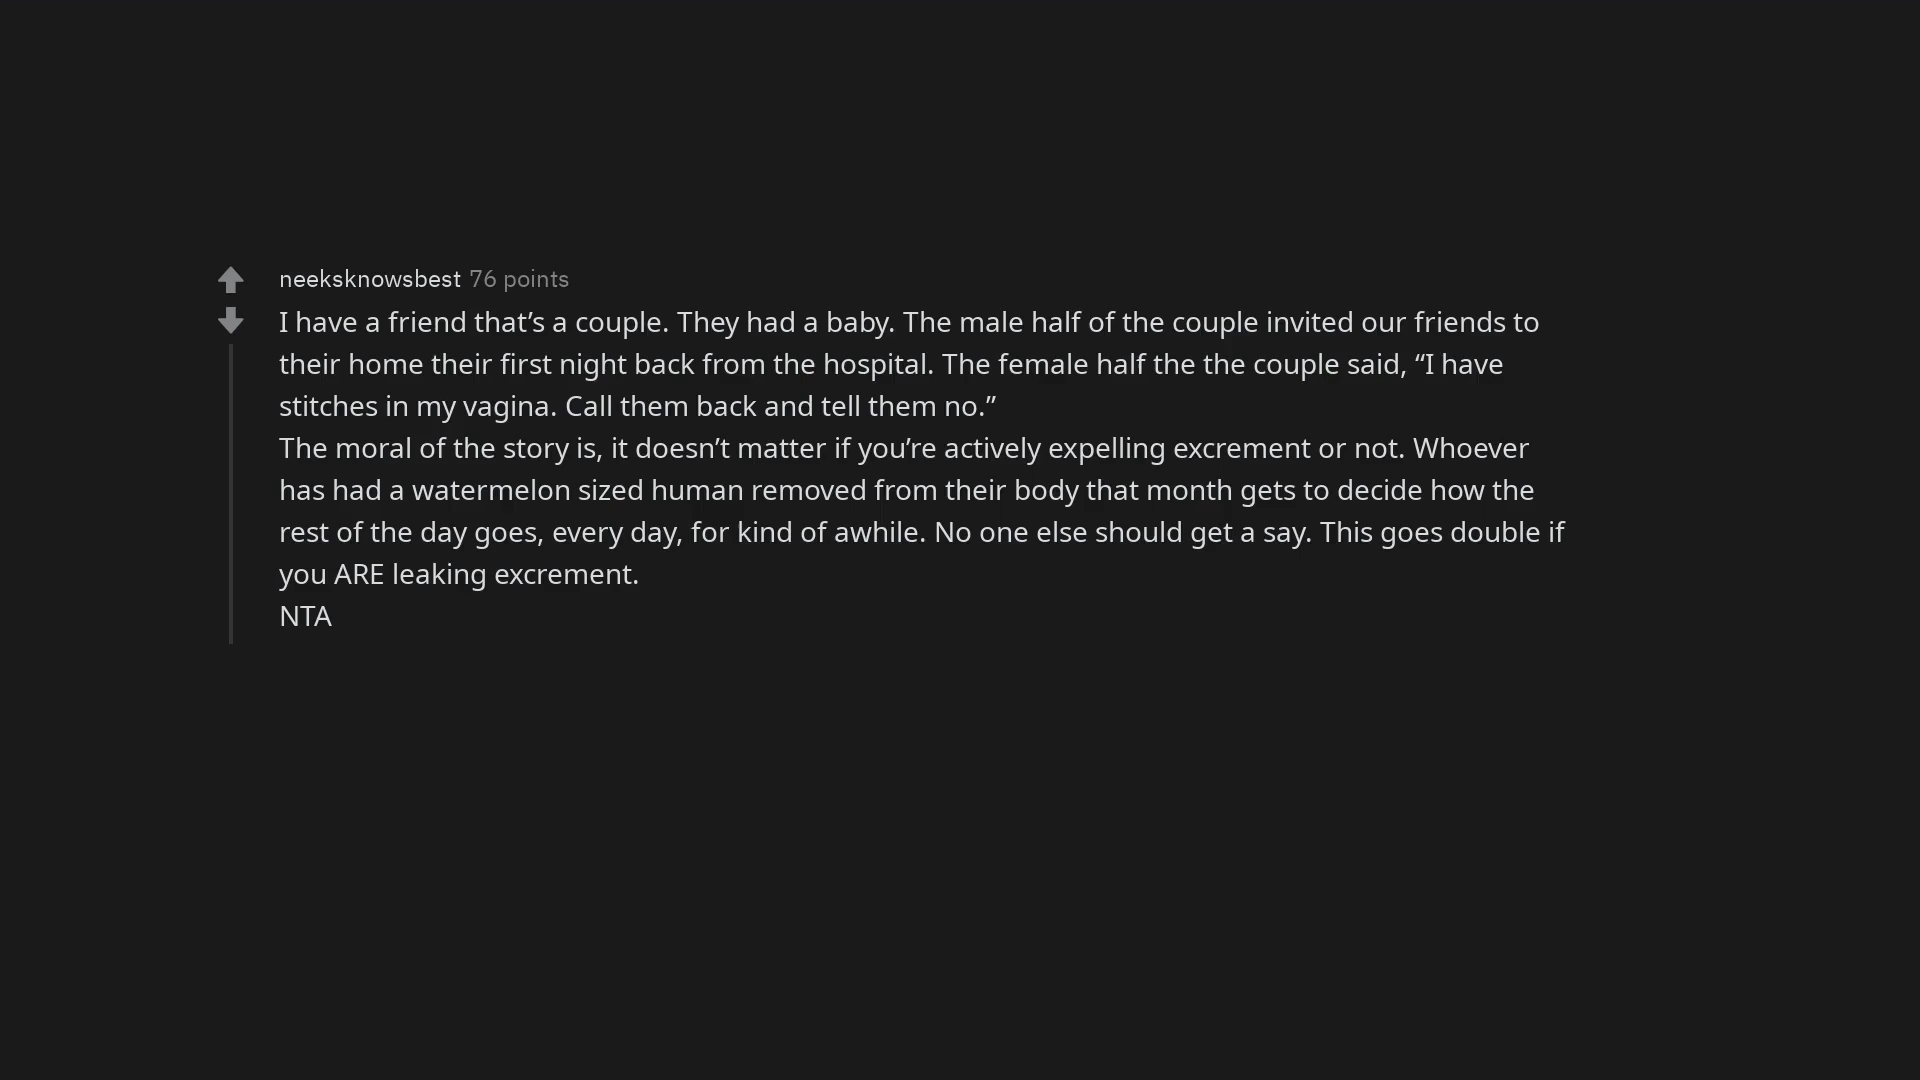 neeksknowsbest 76 points
I have a friend that’s a couple. They had a baby. The male half of the couple invited our friends to
their home their first night back from the hospital. The female half the the couple said, “I have
stitches in my vagina. Call them back and tell them no.”
The moral of the story is, it doesn’t matter if you’re actively expelling excrement or not. Whoever
has had a watermelon sized human removed from their body that month gets to decide how the
rest of the day goes, every day, for kind of awhile. No one else should get a say. This goes double if
you ARE leaking excrement.
NTA